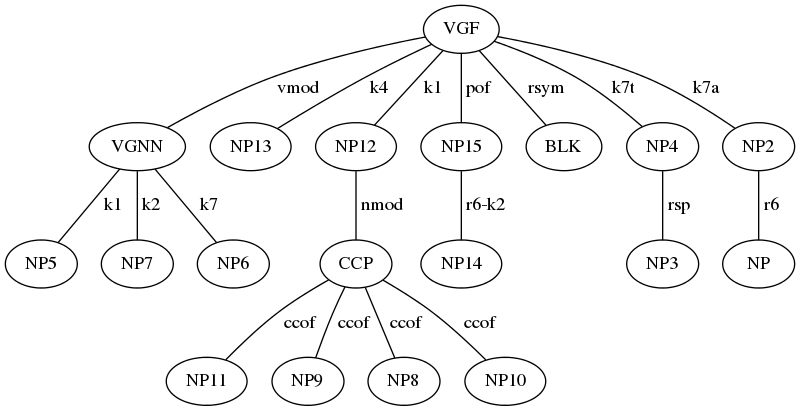 VGF
vmod k4 k1 pof rsym k7t k7a
VGNN NP13 NP12 NP15 BLK NP4 NP2
k1 k2 k7 nmod r6-k2 rsp r6
NP5 NP7 NP6 CCP NP14 NP3 NP
ccof ccof ccof ccof
NP11 NP9 NP8 NP10